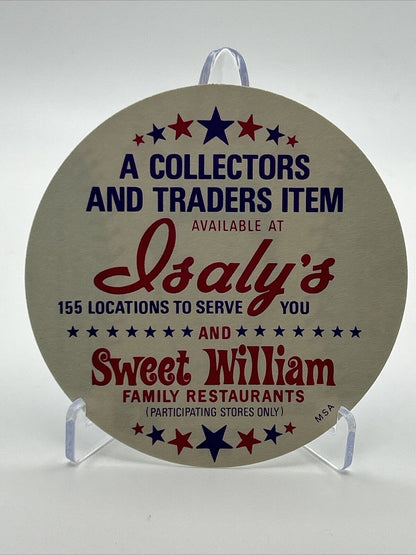 A COLLECTORS
AND TRADERS ITEM
AVAILABLE AT
Isaly's
155 LOCATIONS TO SERVE YOU
AND
Sweet William
FAMILY RESTAURANTS
(PARTICIPATING STORES ONLY)
MSA